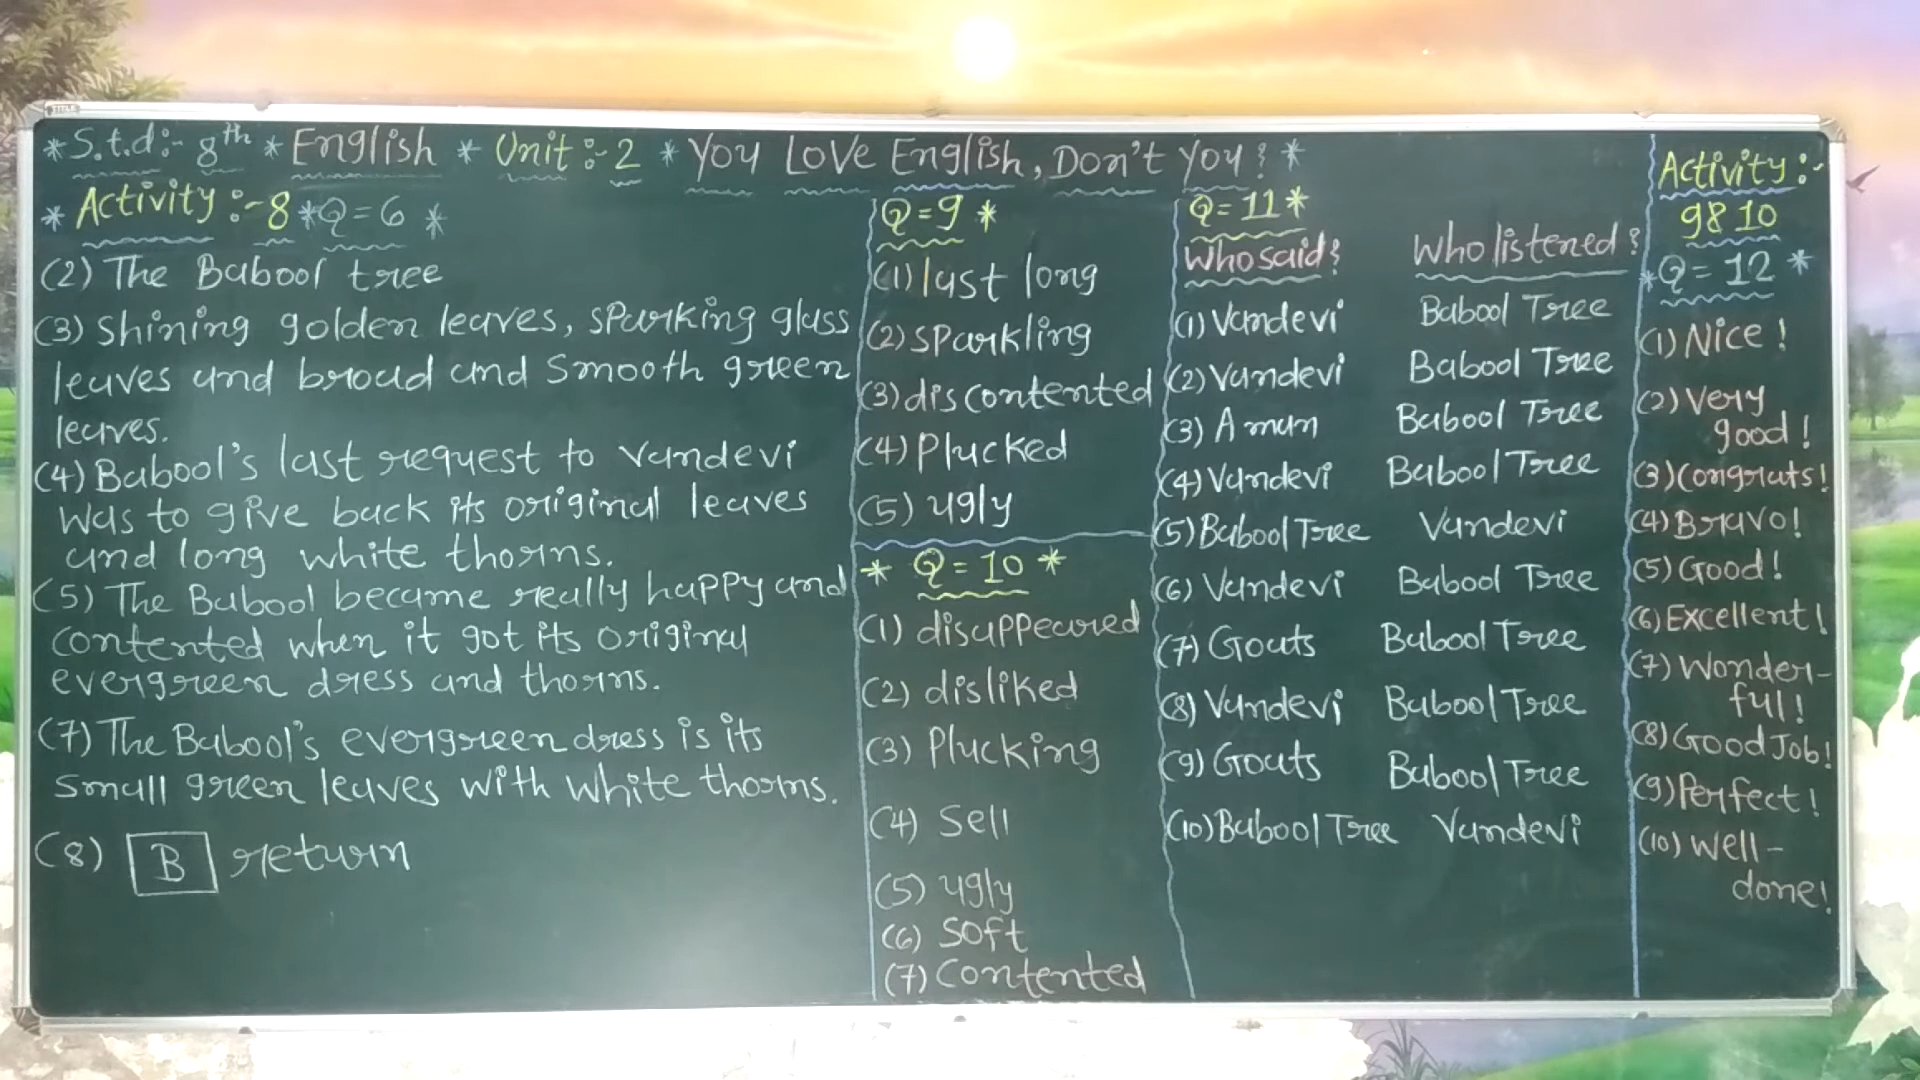 *S.t.d:- 8th * English * Unit:-2 * You Love English, Don't You? *
* Activity:-8 * Q=6 *
(2) The Babool tree
(3) Shining golden leaves, sparking glass
leaves and broad and smooth green
leaves.
(4) Babool's last request to Vandevi
was to give back its original leaves
and long white thorns.
(5) The Babool became really happy and
contented when it got its original
evergreen dress and thorns.
(7) The Babool's evergreen dress is its
small green leaves with white thorns.
(8) B return
Q=9 *
(1) last long
(2) sparkling
(3) discontented
(4) Plucked
(5) ugly
* Q=10 *
(1) disappeared
(2) disliked
(3) Plucking
(4) Sell
(5) ugly
(6) Soft
(7) Contented
Q=11 *
Who said? Who listened?
(1) Vandevi Babool Tree
(2) Vandevi Babool Tree
(3) A man Babool Tree
(4) Vandevi Babool Tree
(5) Babool Tree Vandevi
(6) Vandevi Babool Tree
(7) Goats Babool Tree
(8) Vandevi Babool Tree
(9) Goats Babool Tree
(10) Babool Tree Vandevi
Activity:-
9&10
*Q=12 *
(1) Nice!
(2) Very
good!
(3) Congrats!
(4) Bravo!
(5) Good!
(6) Excellent!
(7) Wonder-
ful!
(8) Good Job!
(9) Perfect!
(10) Well-
done!